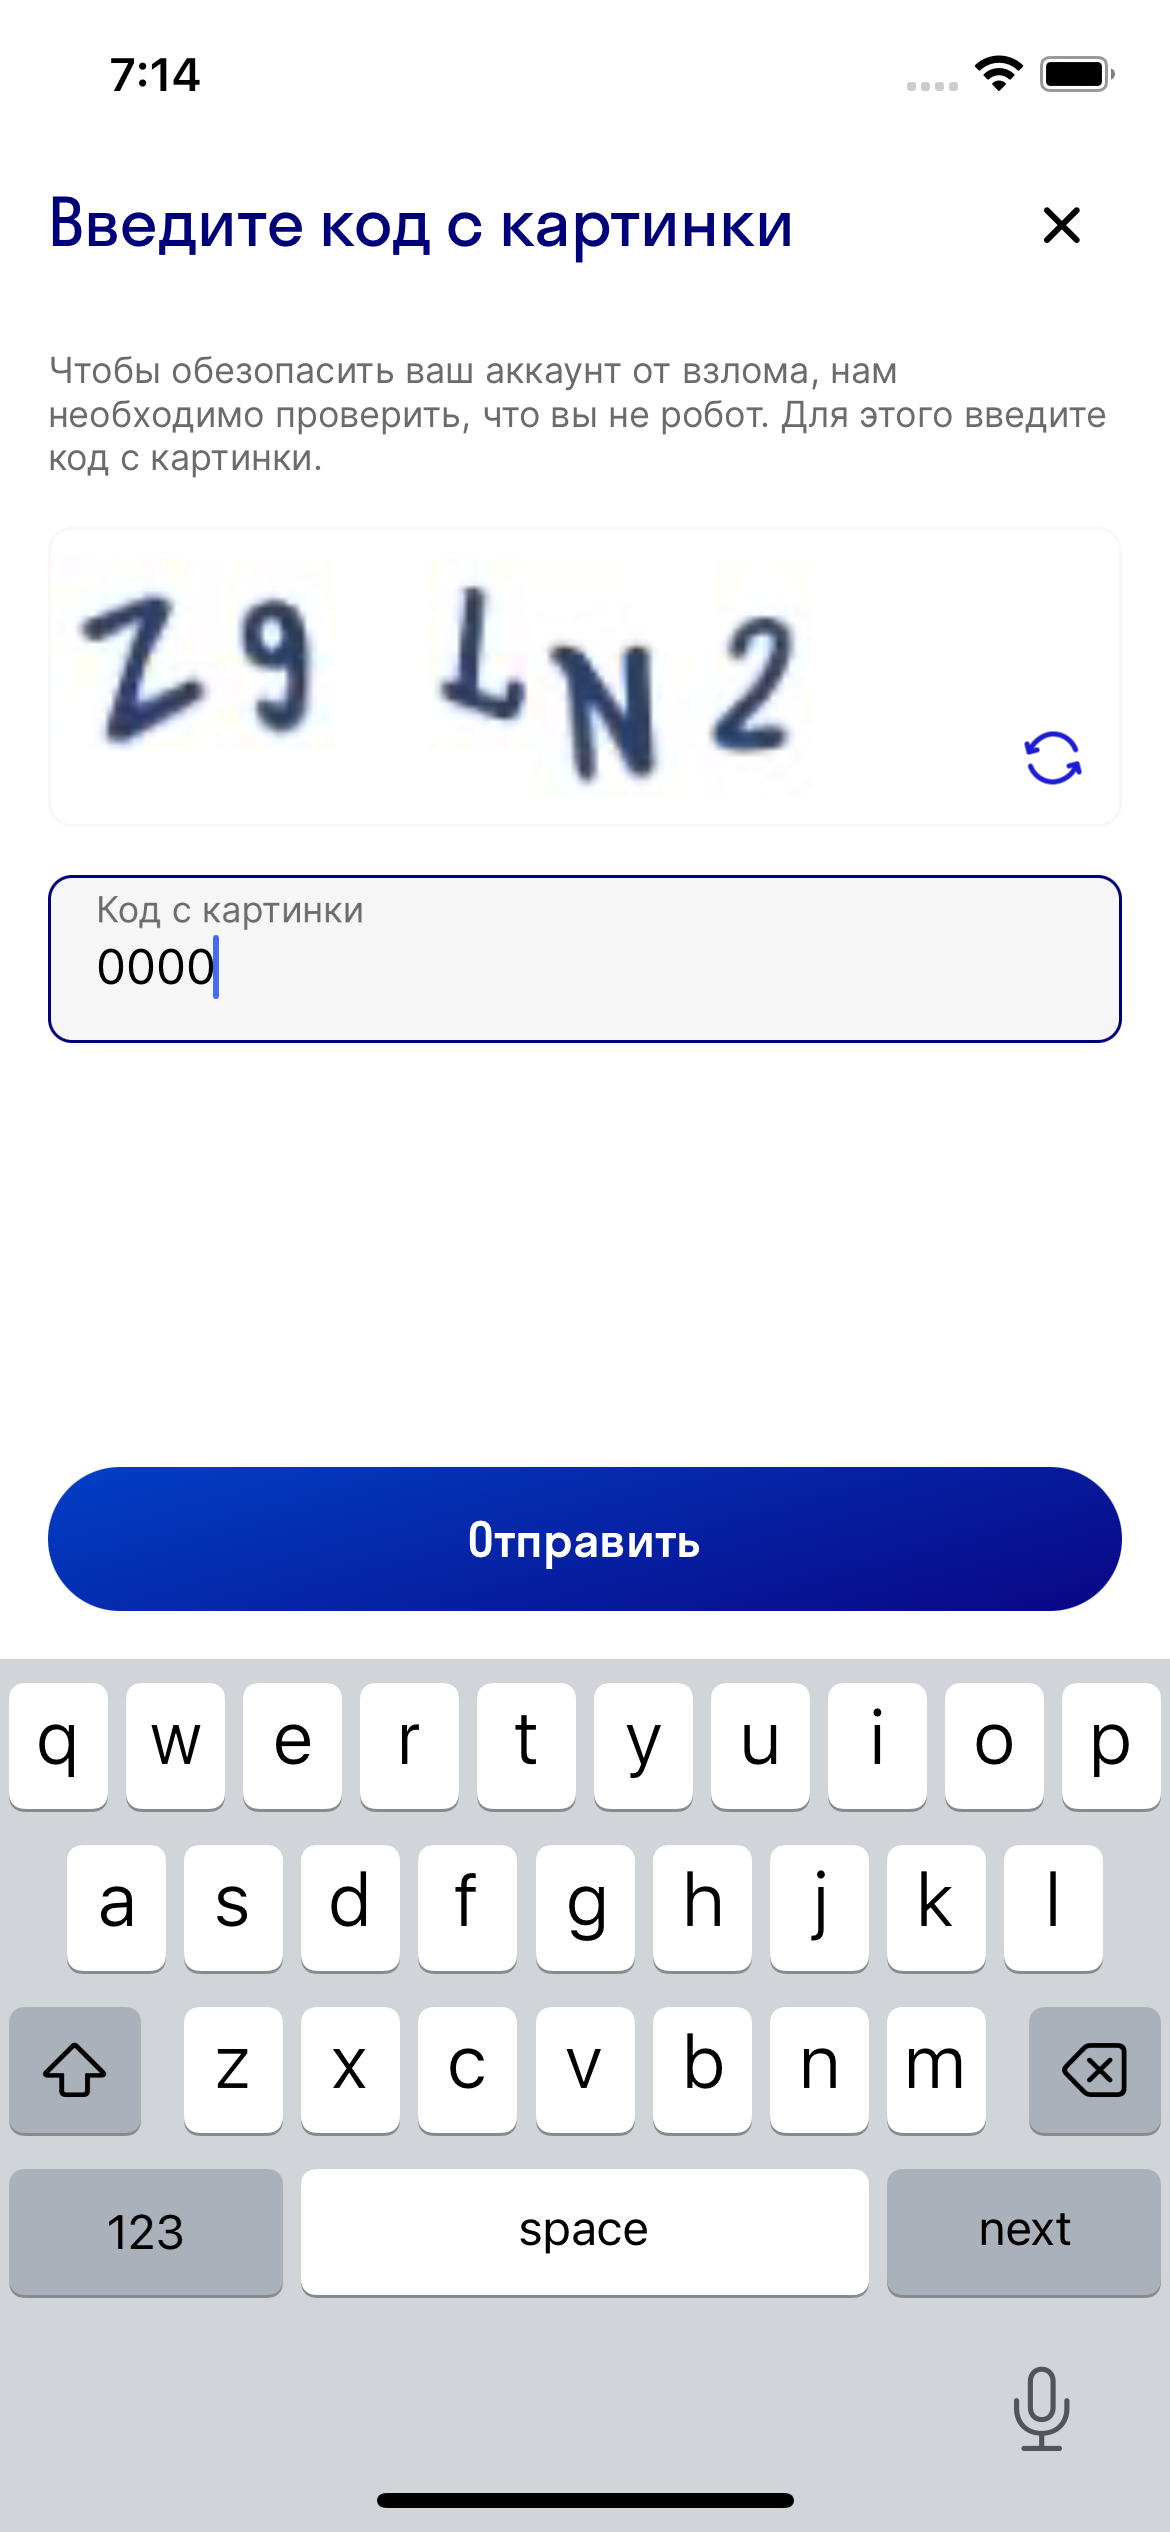 7:14
Введите код с картинки
Чтобы обезопасить ваш аккаунт от взлома, нам
необходимо проверить, что вы не робот. Для этого введите
код с картинки.
Z9 LN2
Код с картинки
0000
Отправить
q w e r t y u i o p
a s d f g h j k l
z x c v b n m
123 space next